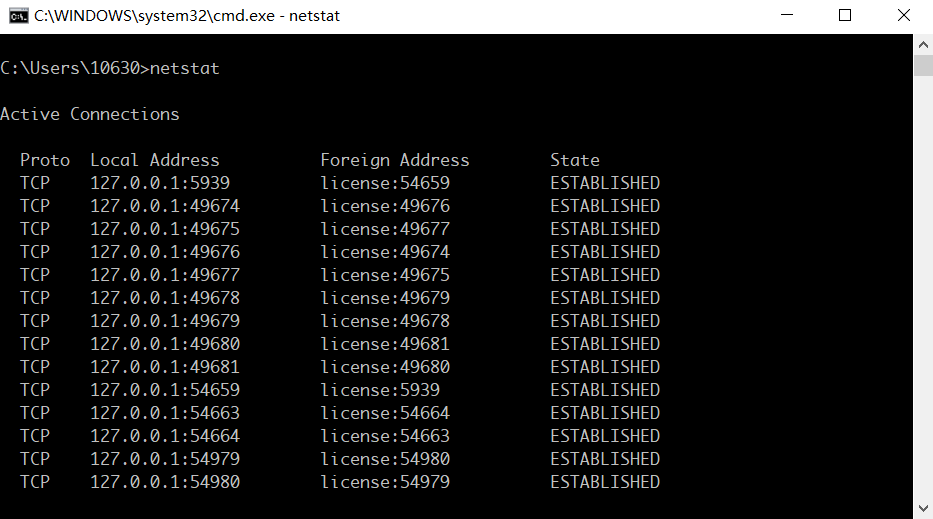 C:\WINDOWS\system32\cmd.exe - netstat
C:\Users\10630>netstat
Active Connections
Proto Local Address Foreign Address State
TCP 127.0.0.1:5939 license:54659 ESTABLISHED
TCP 127.0.0.1:49674 license:49676 ESTABLISHED
TCP 127.0.0.1:49675 license:49677 ESTABLISHED
TCP 127.0.0.1:49676 license:49674 ESTABLISHED
TCP 127.0.0.1:49677 license:49675 ESTABLISHED
TCP 127.0.0.1:49678 license:49679 ESTABLISHED
TCP 127.0.0.1:49679 license:49678 ESTABLISHED
TCP 127.0.0.1:49680 license:49681 ESTABLISHED
TCP 127.0.0.1:49681 license:49680 ESTABLISHED
TCP 127.0.0.1:54659 license:5939 ESTABLISHED
TCP 127.0.0.1:54663 license:54664 ESTABLISHED
TCP 127.0.0.1:54664 license:54663 ESTABLISHED
TCP 127.0.0.1:54979 license:54980 ESTABLISHED
TCP 127.0.0.1:54980 license:54979 ESTABLISHED